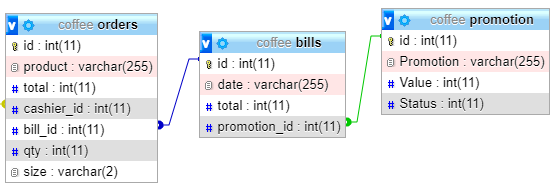 coffee orders
id : int(11)
product : varchar(255)
total : int(11)
cashier_id : int(11)
bill_id : int(11)
qty : int(11)
size : varchar(2)
coffee bills
id : int(11)
date : varchar(255)
total : int(11)
promotion_id : int(11)
coffee promotion
id : int(11)
Promotion : varchar(255)
Value : int(11)
Status : int(11)